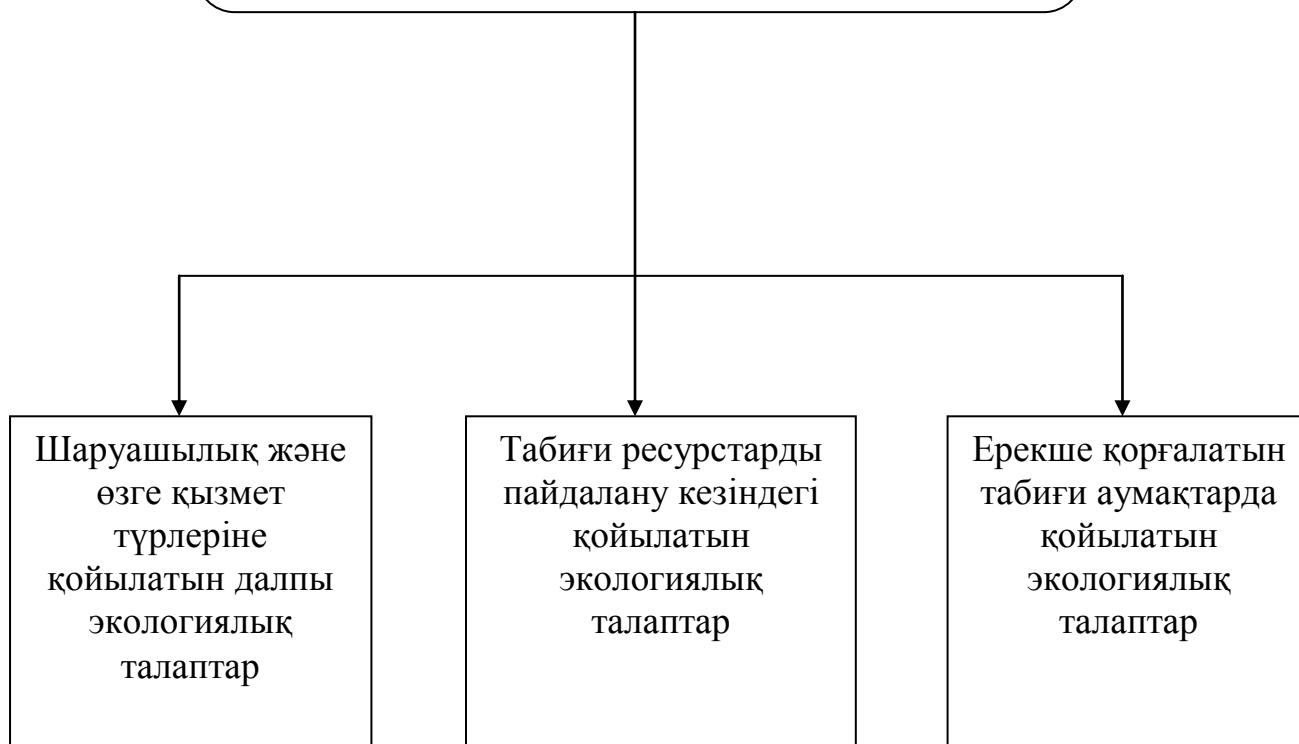 Шаруашылық және
өзге қызмет
түрлеріне
қойылатын далпы
экологиялық
талаптар
Табиғи ресурстарды
пайдалану кезіндегі
қойылатын
экологиялық
талаптар
Ерекше қорғалатын
табиғи аумақтарда
қойылатын
экологиялық
талаптар